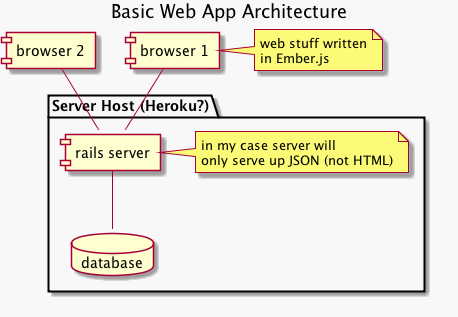 Basic Web App Architecture
browser 2
browser 1
web stuff written
in Ember.js
Server Host (Heroku?)
rails server
in my case server will
only serve up JSON (not HTML)
database